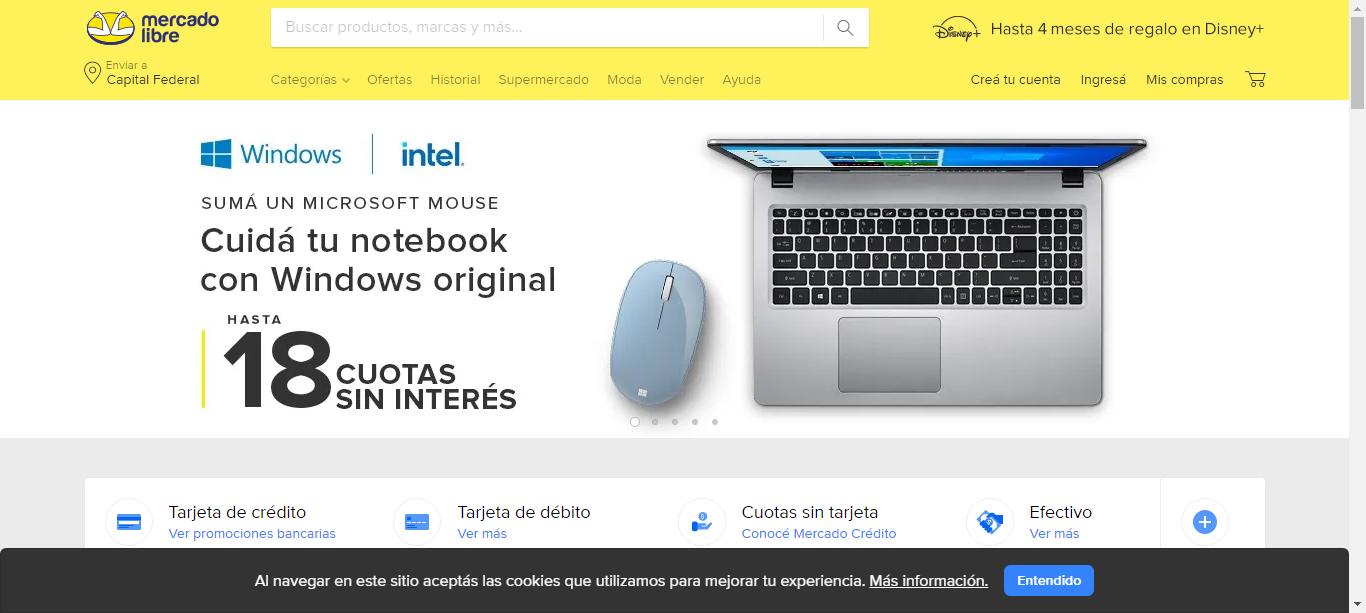 mercado
libre
Buscar productos, marcas y más...
Disney+
Hasta 4 meses de regalo en Disney+
Enviar a
Capital Federal
Categorías
Ofertas
Historial
Supermercado
Moda
Vender
Ayuda
Creá tu cuenta
Ingresá
Mis compras
Windows
intel.
SUMÁ UN MICROSOFT MOUSE
Cuidá tu notebook
con Windows original
HASTA
18 CUOTAS
SIN INTERÉS
Tarjeta de crédito
Ver promociones bancarias
Tarjeta de débito
Ver más
Cuotas sin tarjeta
Conocé Mercado Crédito
Efectivo
Ver más
Al navegar en este sitio aceptás las cookies que utilizamos para mejorar tu experiencia. Más información.
Entendido